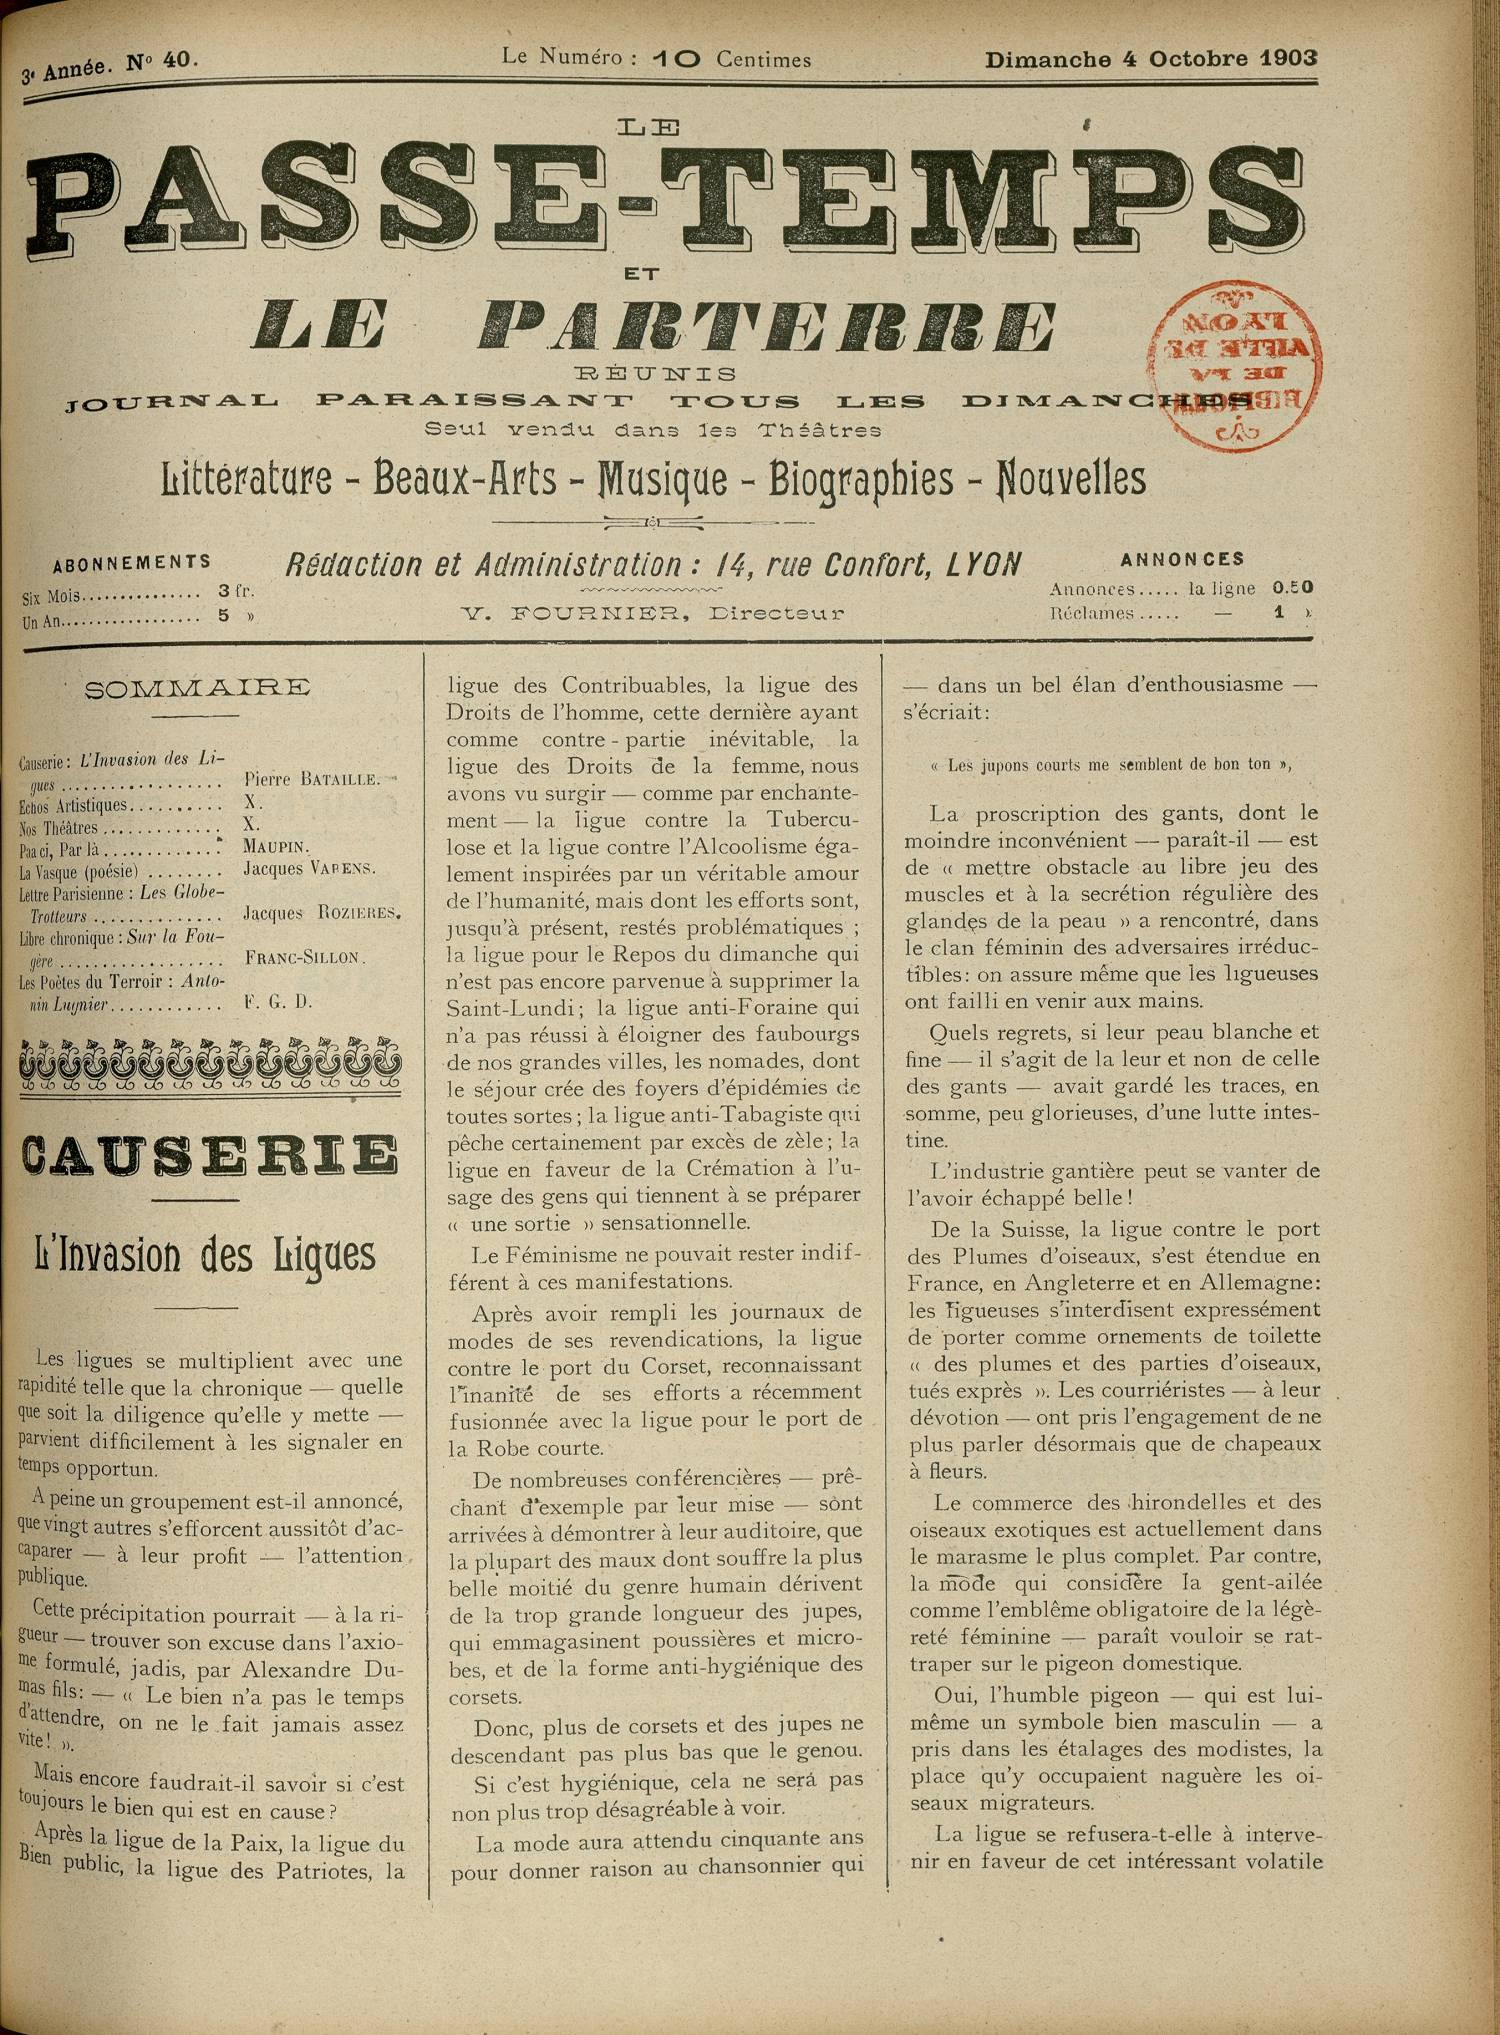 3e Année. No 40.
Le Numéro : 10 Centimes
Dimanche 4 Octobre 1903
LE
PASSE-TEMPS
ET
LE PARTERRE
RÉUNIS
JOURNAL PARAISSANT TOUS LES DIMANCHES
Seul vendu dans les Théâtres
Littérature - Beaux-Arts - Musique - Biographies - Nouvelles
BIBLIOTH
DE LA
VILLE DE
LYON
ABONNEMENTS
Six Mois............... 3 fr.
Un An.................. 5 »
Rédaction et Administration : 14, rue Confort, LYON
V. FOURNIER, Directeur
ANNONCES
Annonces..... la ligne 0.50
Réclames..... — 1 »
SOMMAIRE
Causerie : L'Invasion des Li-
gues .................. Pierre BATAILLE.
Echos Artistiques.......... X.
Nos Théâtres ............. X.
Paa ci, Par là ............. MAUPIN.
La Vasque (poésie) ........ Jacques VARENS.
Lettre Parisienne : Les Globe-
Trotteurs .............. Jacques ROZIERES.
Libre chronique : Sur la Fou-
gère .................. FRANC-SILLON.
Les Poètes du Terroir : Anto-
nin Lugnier............ F. G. D.
CAUSERIE
L'Invasion des Ligues
Les ligues se multiplient avec une
rapidité telle que la chronique — quelle
que soit la diligence qu'elle y mette —
parvient difficilement à les signaler en
temps opportun.
A peine un groupement est-il annoncé,
que vingt autres s'efforcent aussitôt d'ac-
caparer — à leur profit — l'attention
publique.
Cette précipitation pourrait — à la ri-
gueur — trouver son excuse dans l'axio-
me formulé, jadis, par Alexandre Du-
mas fils: — « Le bien n'a pas le temps
d'attendre, on ne le fait jamais assez
vite! ».
Mais encore faudrait-il savoir si c'est
toujours le bien qui est en cause ?
Après la ligue de la Paix, la ligue du
Bien public, la ligue des Patriotes, la
ligue des Contribuables, la ligue des
Droits de l'homme, cette dernière ayant
comme contre-partie inévitable, la
ligue des Droits de la femme, nous
avons vu surgir — comme par enchante-
ment — la ligue contre la Tubercu-
lose et la ligue contre l'Alcoolisme éga-
lement inspirées par un véritable amour
de l'humanité, mais dont les efforts sont,
jusqu'à présent, restés problématiques ;
la ligue pour le Repos du dimanche qui
n'est pas encore parvenue à supprimer la
Saint-Lundi ; la ligue anti-Foraine qui
n'a pas réussi à éloigner des faubourgs
de nos grandes villes, les nomades, dont
le séjour crée des foyers d'épidémies de
toutes sortes ; la ligue anti-Tabagiste qui
pêche certainement par excès de zèle ; la
ligue en faveur de la Crémation à l'u-
sage des gens qui tiennent à se préparer
« une sortie » sensationnelle.
Le Féminisme ne pouvait rester indif-
férent à ces manifestations.
Après avoir rempli les journaux de
modes de ses revendications, la ligue
contre le port du Corset, reconnaissant
l'inanité de ses efforts a récemment
fusionnée avec la ligue pour le port de
la Robe courte.
De nombreuses conférencières — prê-
chant d'exemple par leur mise — sont
arrivées à démontrer à leur auditoire, que
la plupart des maux dont souffre la plus
belle moitié du genre humain dérivent
de la trop grande longueur des jupes,
qui emmagasinent poussières et micro-
bes, et de la forme anti-hygiénique des
corsets.
Donc, plus de corsets et des jupes ne
descendant pas plus bas que le genou.
Si c'est hygiénique, cela ne sera pas
non plus trop désagréable à voir.
La mode aura attendu cinquante ans
pour donner raison au chansonnier qui
— dans un bel élan d'enthousiasme —
s'écriait :
« Les jupons courts me semblent de bon ton »,
La proscription des gants, dont le
moindre inconvénient — paraît-il — est
de « mettre obstacle au libre jeu des
muscles et à la secrétion régulière des
glandes de la peau » a rencontré, dans
le clan féminin des adversaires irréduc-
tibles : on assure même que les ligueuses
ont failli en venir aux mains.
Quels regrets, si leur peau blanche et
fine — il s'agit de la leur et non de celle
des gants — avait gardé les traces, en
somme, peu glorieuses, d'une lutte intes-
tine.
L'industrie gantière peut se vanter de
l'avoir échappé belle !
De la Suisse, la ligue contre le port
des Plumes d'oiseaux, s'est étendue en
France, en Angleterre et en Allemagne :
les ligueuses s'interdisent expressément
de porter comme ornements de toilette
« des plumes et des parties d'oiseaux,
tués exprès ». Les courriéristes — à leur
dévotion — ont pris l'engagement de ne
plus parler désormais que de chapeaux
à fleurs.
Le commerce des hirondelles et des
oiseaux exotiques est actuellement dans
le marasme le plus complet. Par contre,
la mode qui considère la gent-ailée
comme l'emblême obligatoire de la légè-
reté féminine — paraît vouloir se rat-
traper sur le pigeon domestique.
Oui, l'humble pigeon — qui est lui-
même un symbole bien masculin — a
pris dans les étalages des modistes, la
place qu'y occupaient naguère les oi-
seaux migrateurs.
La ligue se refusera-t-elle à interve-
nir en faveur de cet intéressant volatile